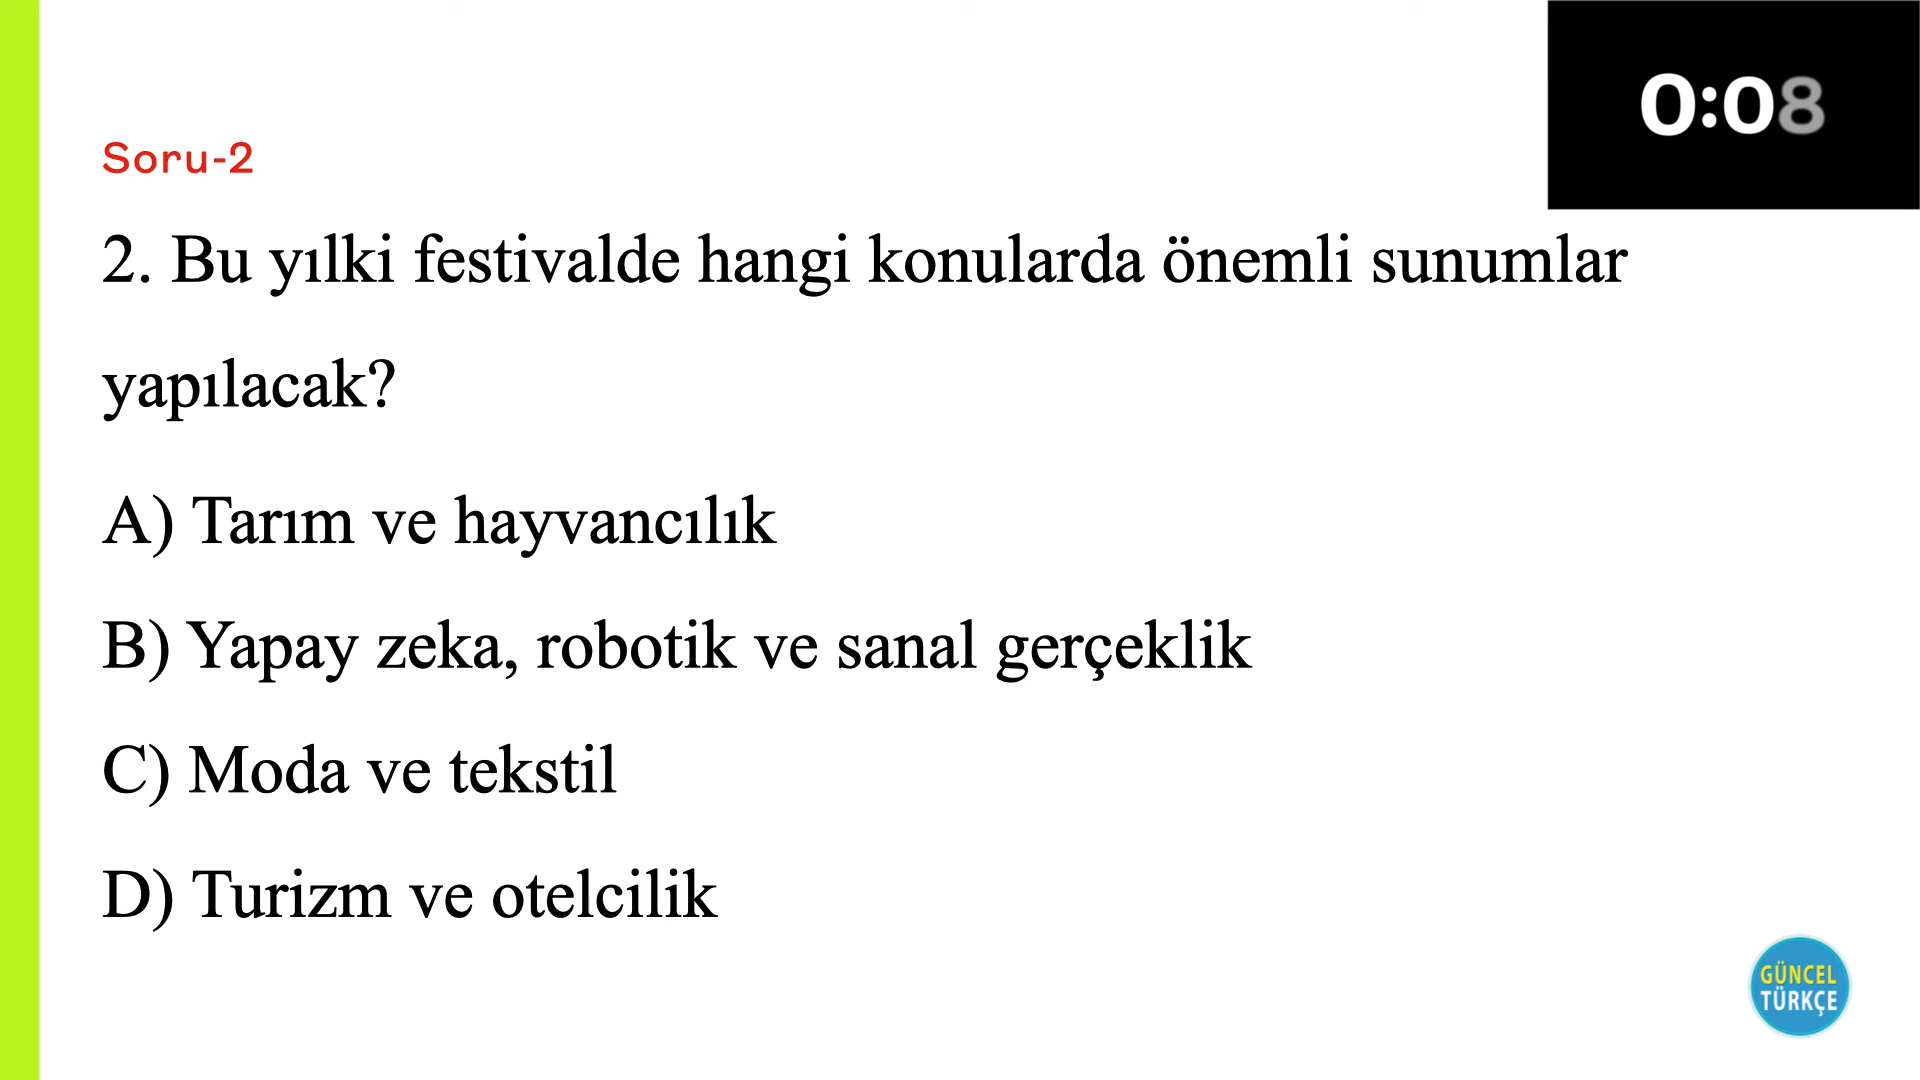 0:08
Soru-2
2. Bu yılki festivalde hangi konularda önemli sunumlar
yapılacak?
A) Tarım ve hayvancılık
B) Yapay zeka, robotik ve sanal gerçeklik
C) Moda ve tekstil
D) Turizm ve otelcilik
GÜNCEL
TÜRKÇE